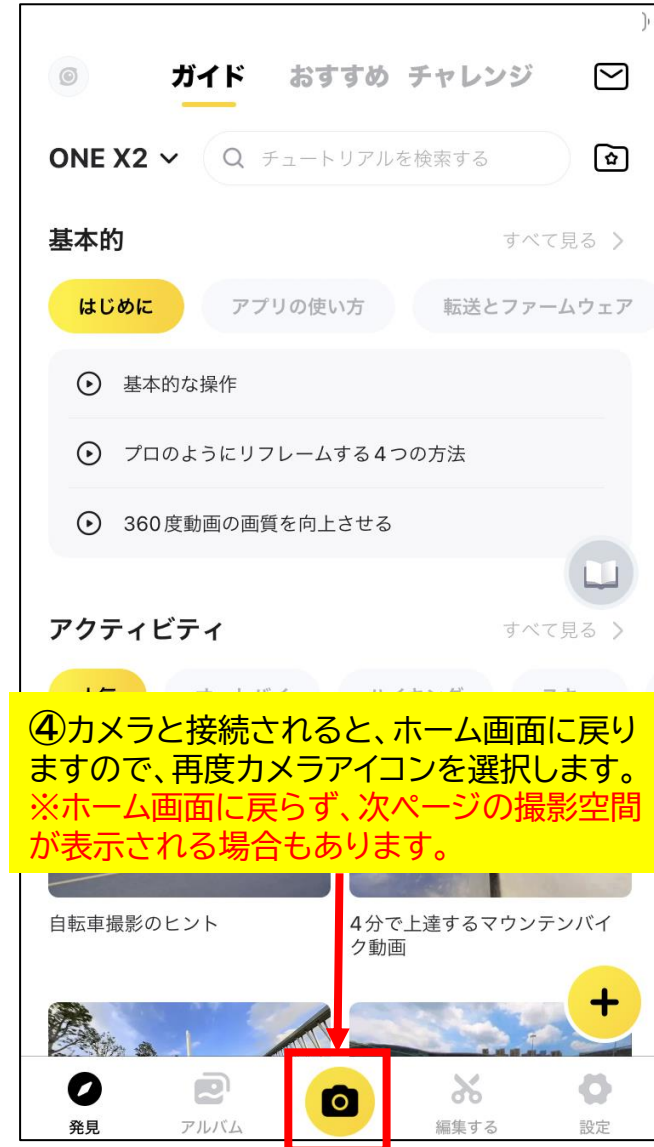 ガイド おすすめ チャレンジ
ONE X2 チュートリアルを検索する
基本的 すべて見る
はじめに アプリの使い方 転送とファームウェア
基本的な操作
プロのようにリフレームする4つの方法
360度動画の画質を向上させる
アクティビティ すべて見る
④カメラと接続されると、ホーム画面に戻り
ますので、再度カメラアイコンを選択します。
※ホーム画面に戻らず、次ページの撮影空間
が表示される場合もあります。
自転車撮影のヒント 4分で上達するマウンテンバイ
ク動画
発見 アルバム 編集する 設定